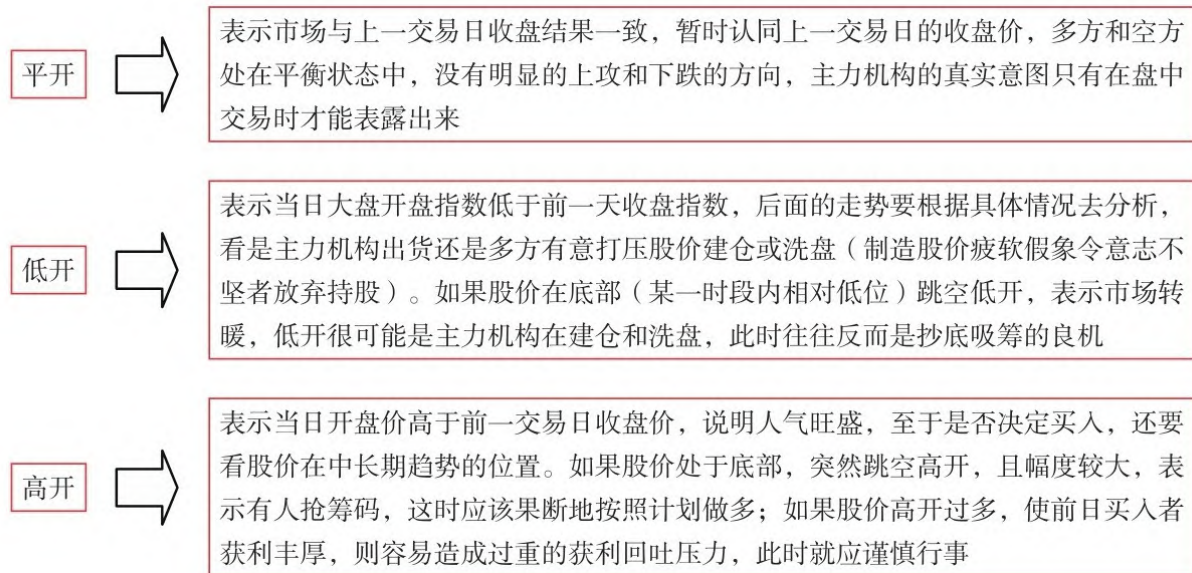 平开
表示市场与上一交易日收盘结果一致，暂时认同上一交易日的收盘价，多方和空方
处在平衡状态中，没有明显的上攻和下跌的方向，主力机构的真实意图只有在盘中
交易时才能表露出来
低开
表示当日大盘开盘指数低于前一天收盘指数，后面的走势要根据具体情况去分析，
看是主力机构出货还是多方有意打压股价建仓或洗盘（制造股价疲软假象令意志不
坚者放弃持股）。如果股价在底部（某一时段内相对低位）跳空低开，表示市场转
暖，低开很可能是主力机构在建仓和洗盘，此时往往反而是抄底吸筹的良机
高开
表示当日开盘价高于前一交易日收盘价，说明人气旺盛，至于是否决定买入，还要
看股价在中长期趋势的位置。如果股价处于底部，突然跳空高开，且幅度较大，表
示有人抢筹码，这时应该果断地按照计划做多；如果股价高开过多，使前日买入者
获利丰厚，则容易造成过重的获利回吐压力，此时就应谨慎行事